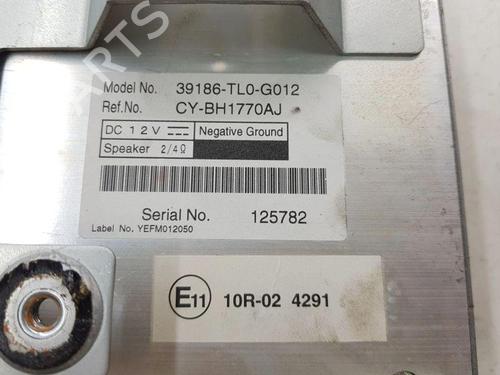 Model No. 39186-TL0-G012
Ref.No. CY-BH1770AJ
DC 12V Negative Ground
Speaker 2/4Ω
Serial No. 125782
Label No. YEFM012050
E11 10R-02 4291